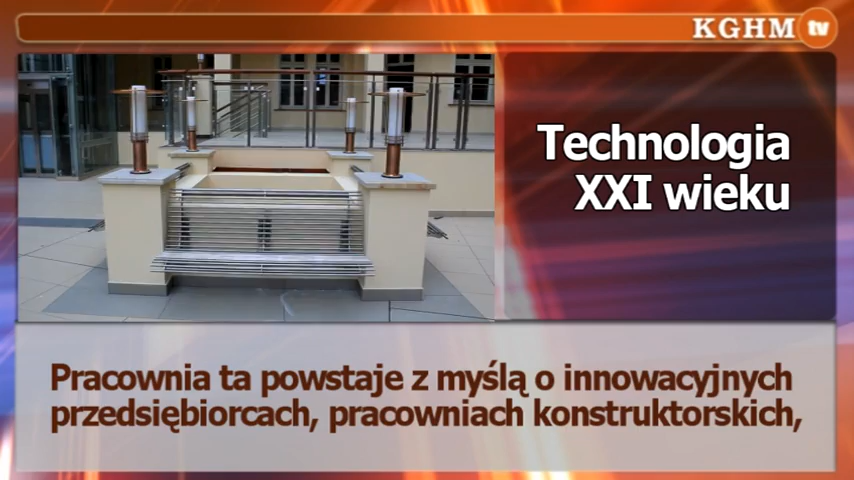 KGHM tv
Technologia
XXI wieku
Pracownia ta powstaje z myślą o innowacyjnych
przedsiębiorcach, pracowniach konstruktorskich,